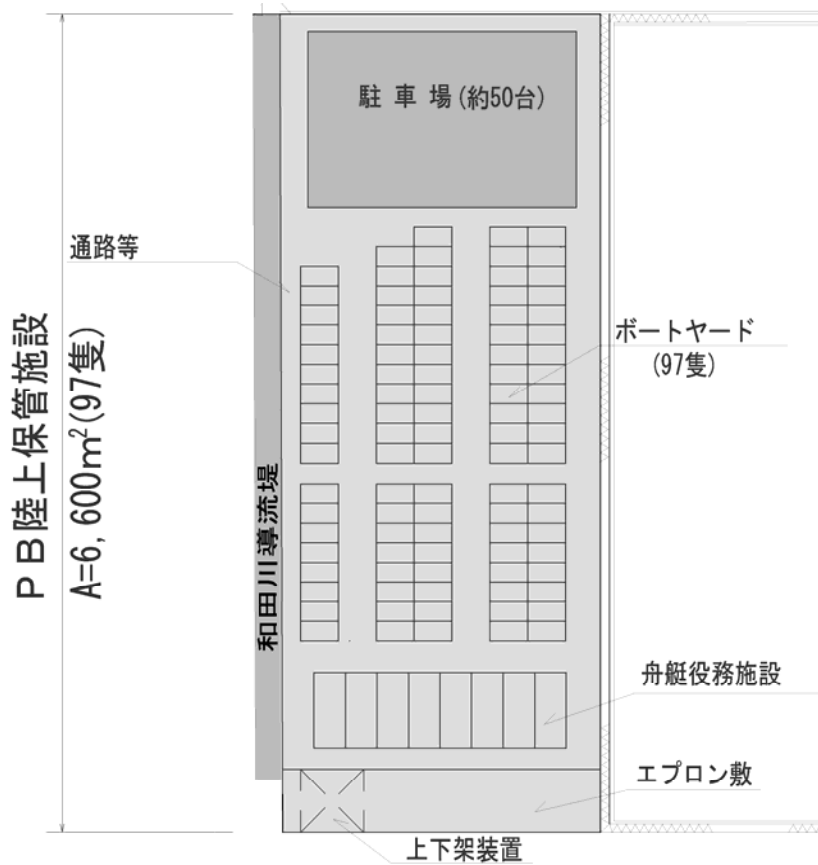 駐車場(約50台)
通路等
ボートヤード
(97隻)
PB陸上保管施設
A=6,600m²(97隻)
和田川導流堤
舟艇役務施設
エプロン敷
上下架装置